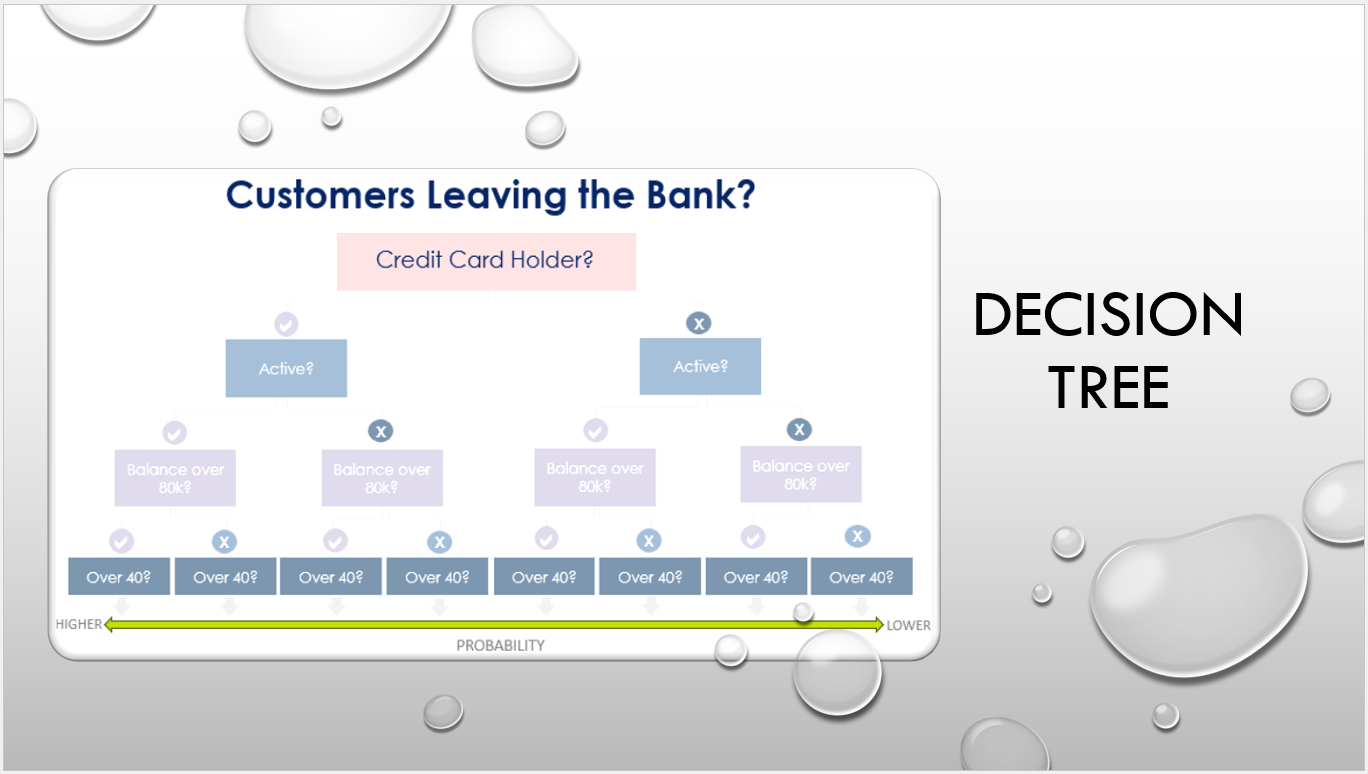 Customers Leaving the Bank?
Credit Card Holder?
X
Active?
Active?
X
X
Balance over
80k?
Balance over
80k?
Balance over
80k?
Balance over
80k?
X
X
X
X
Over 40?
Over 40?
Over 40?
Over 40?
Over 40?
Over 40?
Over 40?
Over 40?
HIGHER
LOWER
PROBABILITY
DECISION
TREE